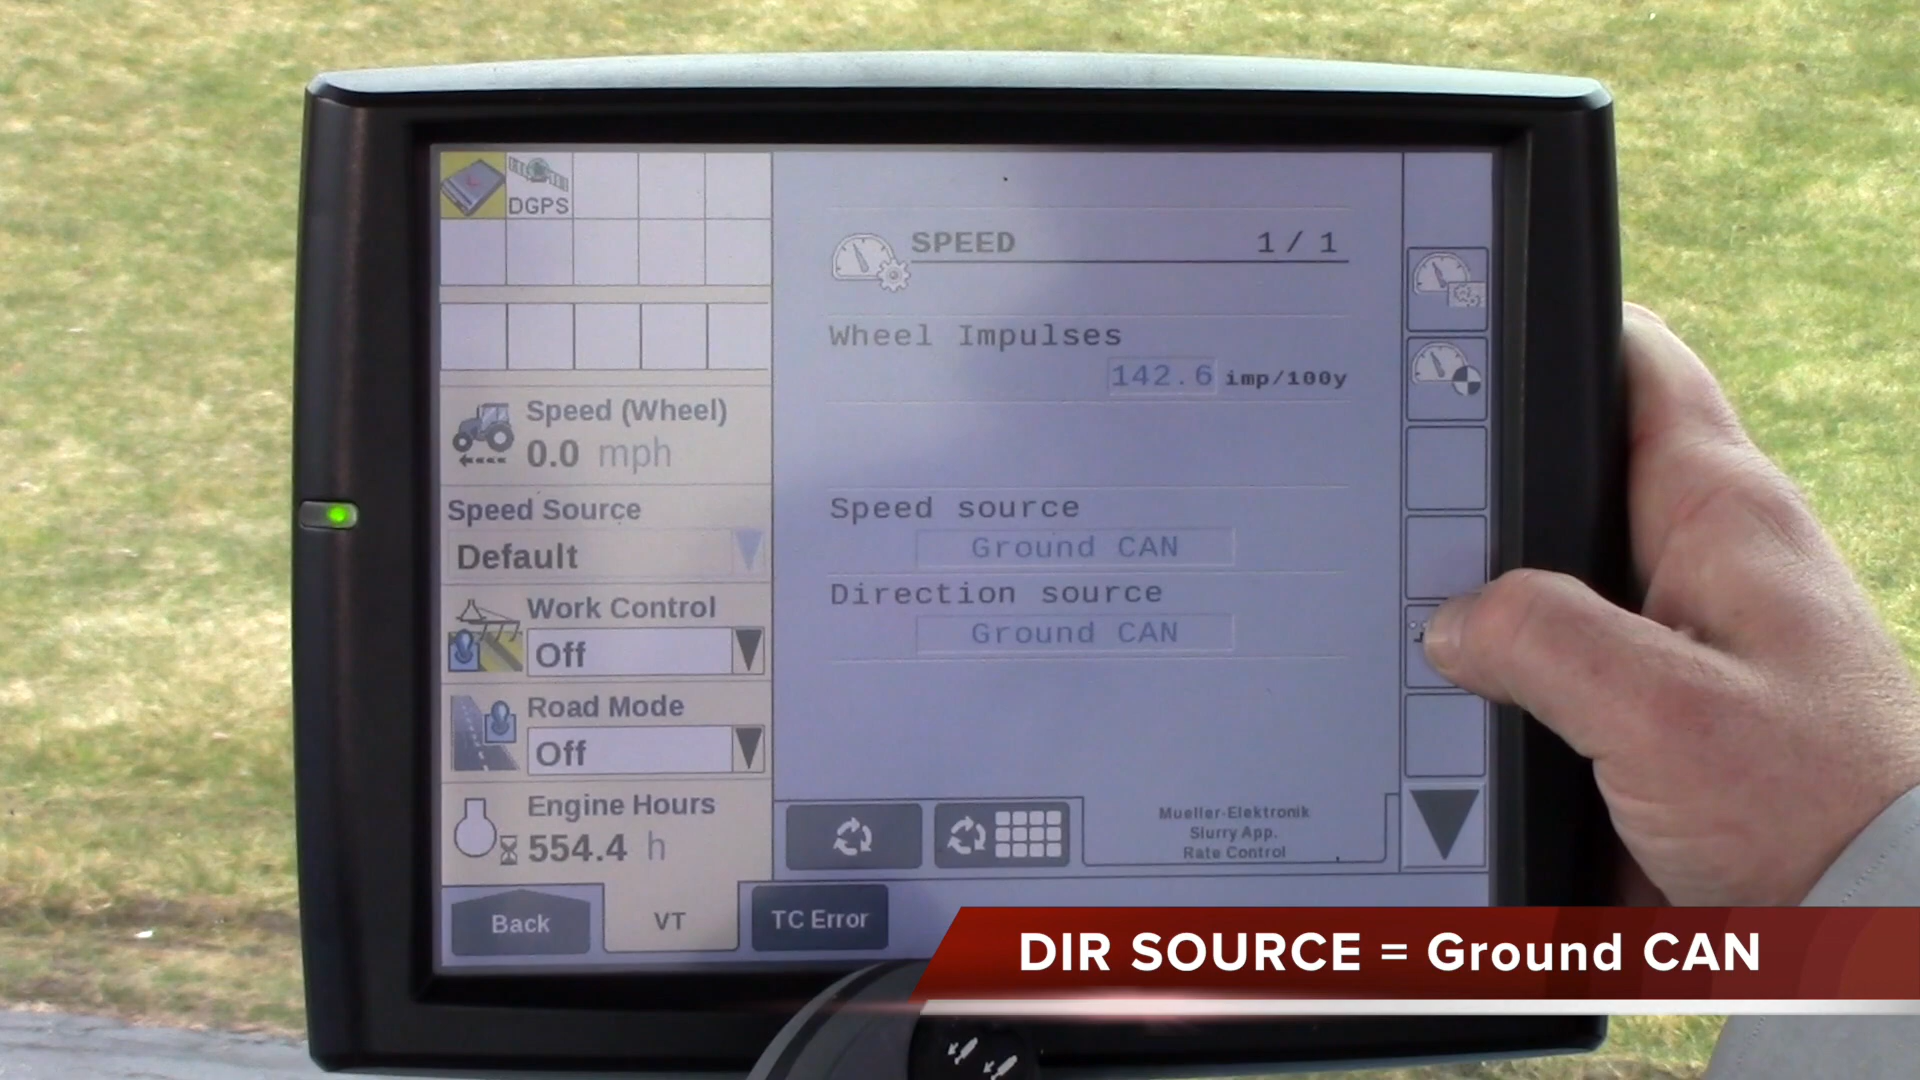 DGPS
Speed (Wheel)
0.0 mph
Speed Source
Default
Work Control
Off
Road Mode
Off
Engine Hours
554.4 h
SPEED 1/1
Wheel Impulses
142.6 imp/100y
Speed source
Ground CAN
Direction source
Ground CAN
Mueller-Elektronik
Slurry App.
Rate Control
Back
VT
TC Error
DIR SOURCE = Ground CAN